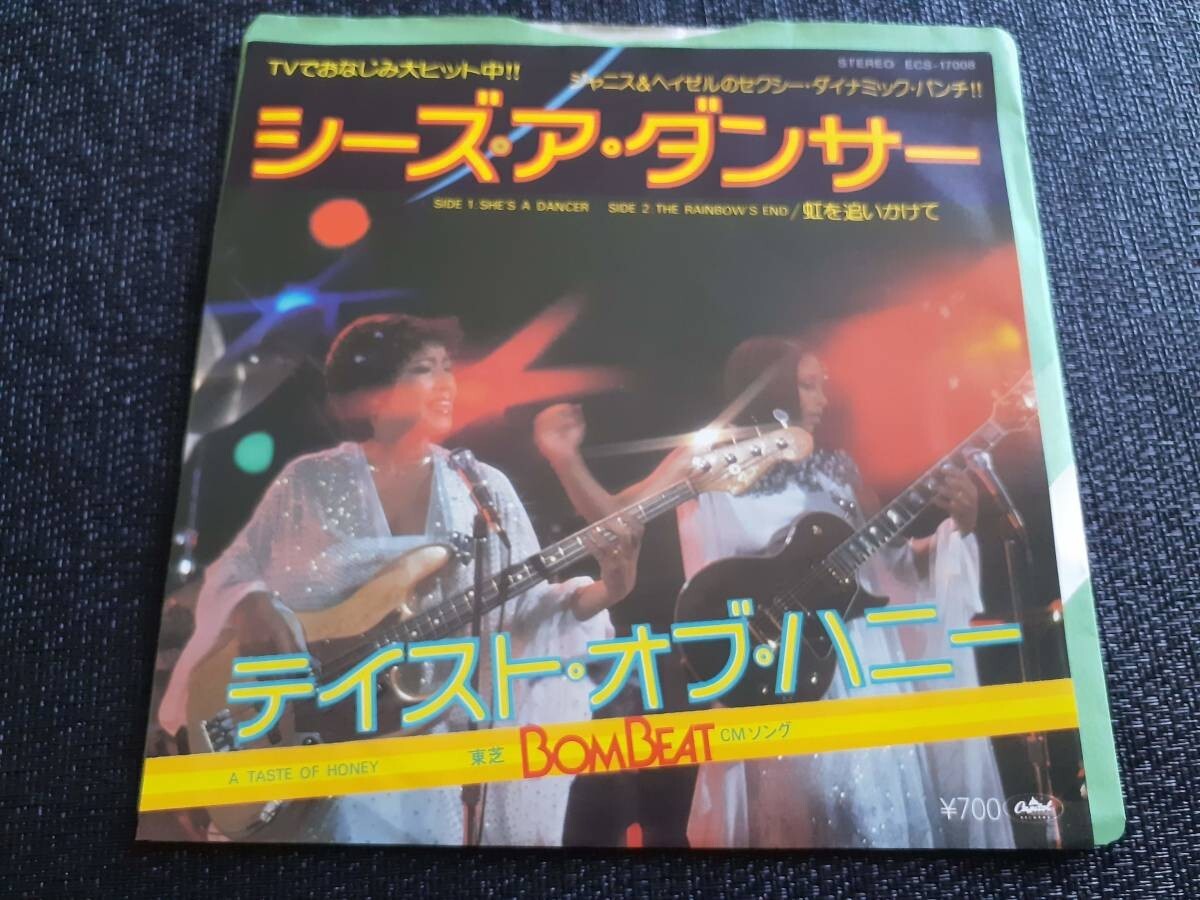 STEREO ECS-17008
TVでおなじみ大ヒット中!!
ジャニス&ヘイゼルのセクシー・ダイナミック・パンチ!!
シーズ・ア・ダンサー
SIDE 1: SHE'S A DANCER SIDE 2: THE RAINBOW'S END/虹を追いかけて
テイスト・オブ・ハニー
A TASTE OF HONEY 東芝 BOMBEAT CMソング
¥700 Capitol
RECORDS